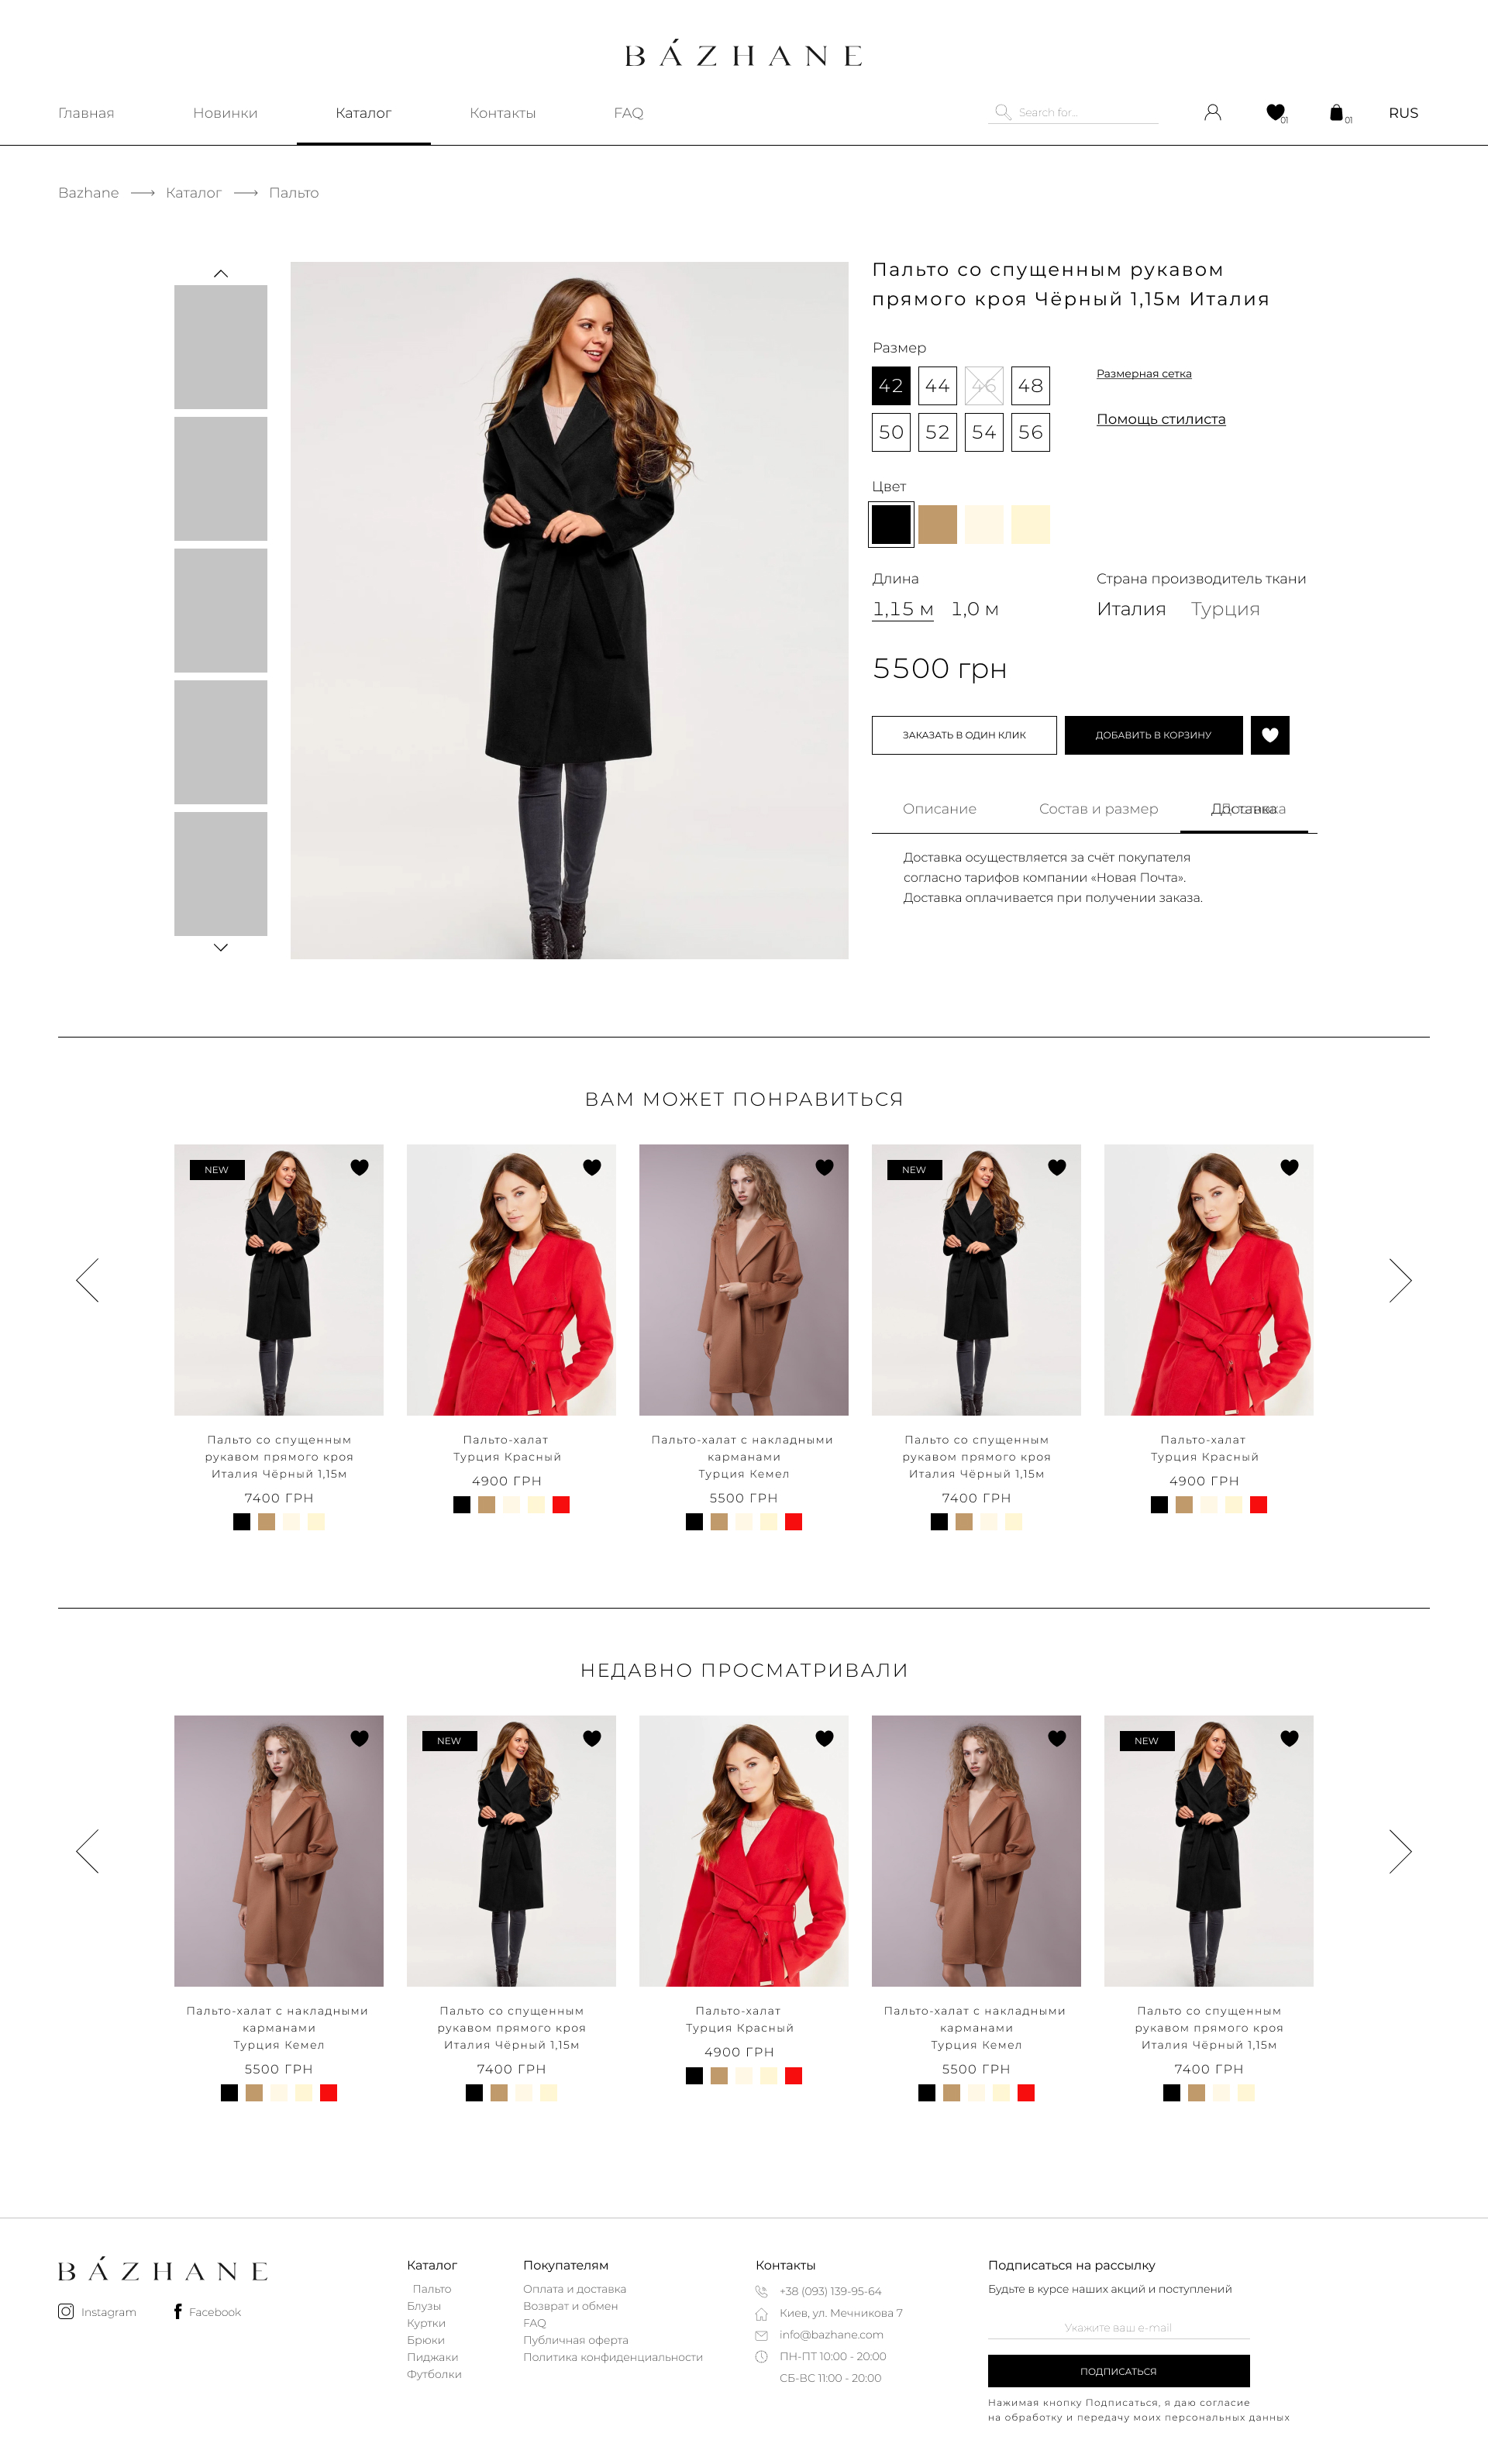 BÁZHANE
Главная Новинки Каталог Контакты FAQ Search for... 01 01 RUS
Bazhane Каталог Пальто
Пальто со спущенным рукавом
прямого кроя Чёрный 1,15м Италия
Размер
42 44 46 48
Размерная сетка
50 52 54 56
Помощь стилиста
Цвет
Длина
1,15 м 1,0 м
Страна производитель ткани
Италия Турция
5500 грн
ЗАКАЗАТЬ В ОДИН КЛИК ДОБАВИТЬ В КОРЗИНУ
Описание Состав и размер Доставка Доставка
Доставка осуществляется за счёт покупателя
согласно тарифов компании «Новая Почта».
Доставка оплачивается при получении заказа.
ВАМ МОЖЕТ ПОНРАВИТЬСЯ
NEW
Пальто со спущенным
рукавом прямого кроя
Италия Чёрный 1,15м
7400 ГРН
Пальто-халат
Турция Красный
4900 ГРН
Пальто-халат с накладными
карманами
Турция Кемел
5500 ГРН
NEW
Пальто со спущенным
рукавом прямого кроя
Италия Чёрный 1,15м
7400 ГРН
Пальто-халат
Турция Красный
4900 ГРН
НЕДАВНО ПРОСМАТРИВАЛИ
Пальто-халат с накладными
карманами
Турция Кемел
5500 ГРН
NEW
Пальто со спущенным
рукавом прямого кроя
Италия Чёрный 1,15м
7400 ГРН
Пальто-халат
Турция Красный
4900 ГРН
Пальто-халат с накладными
карманами
Турция Кемел
5500 ГРН
NEW
Пальто со спущенным
рукавом прямого кроя
Италия Чёрный 1,15м
7400 ГРН
BÁZHANE
Instagram Facebook
Каталог
Пальто
Блузы
Куртки
Брюки
Пиджаки
Футболки
Покупателям
Оплата и доставка
Возврат и обмен
FAQ
Публичная оферта
Политика конфиденциальности
Контакты
+38 (093) 139-95-64
Киев, ул. Мечникова 7
info@bazhane.com
ПН-ПТ 10:00 - 20:00
СБ-ВС 11:00 - 20:00
Подписаться на рассылку
Будьте в курсе наших акций и поступлений
Укажите ваш e-mail
ПОДПИСАТЬСЯ
Нажимая кнопку Подписаться, я даю согласие
на обработку и передачу моих персональных данных